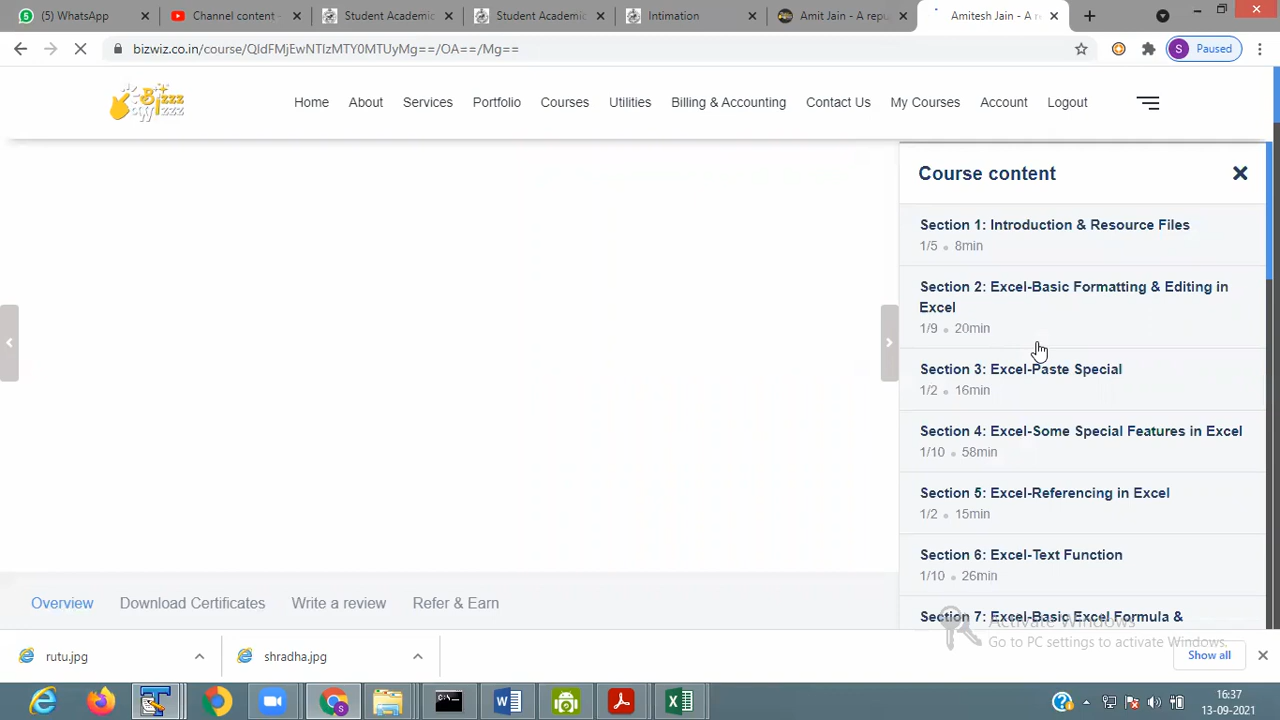 (5) WhatsApp
Channel content -
Student Academic
Student Academic
Intimation
Amit Jain - A repu
Amitesh Jain - A re
bizwiz.co.in/course/QldFMjEwNTIzMTY0MTUyMg==/OA==/Mg==
S Paused
Bizzz
Wizzz
Home
About
Services
Portfolio
Courses
Utilities
Billing & Accounting
Contact Us
My Courses
Account
Logout
Course content
Section 1: Introduction & Resource Files
1/5 • 8min
Section 2: Excel-Basic Formatting & Editing in
Excel
1/9 • 20min
Section 3: Excel-Paste Special
1/2 • 16min
Section 4: Excel-Some Special Features in Excel
1/10 • 58min
Section 5: Excel-Referencing in Excel
1/2 • 15min
Section 6: Excel-Text Function
1/10 • 26min
Section 7: Excel-Basic Excel Formula &
Overview
Download Certificates
Write a review
Refer & Earn
Activate Windows
Go to PC settings to activate Windows.
rutu.jpg
shradha.jpg
Show all
16:37
13-09-2021